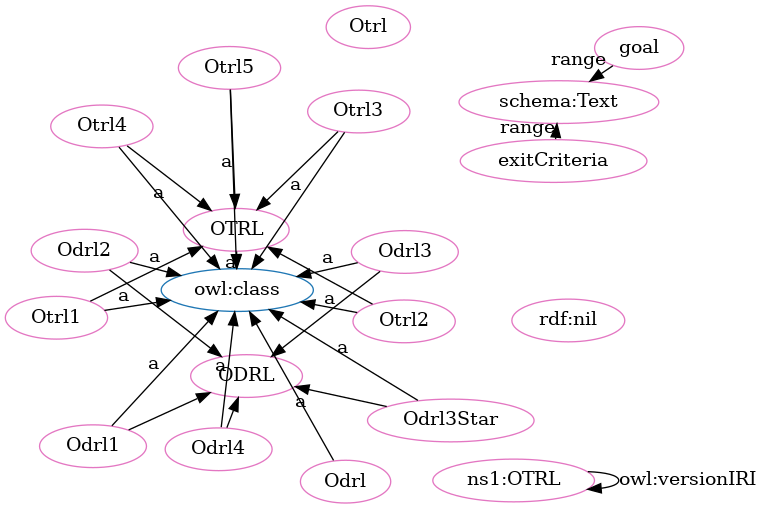 Otrl
goal
range
Otrl5
schema:Text
Otrl3
Otrl4
range
a
exitCriteria
a
a
OTRL
Odrl2
Odrl3
a
a
a
owl:class
a
a
Otrl1
Otrl2
rdf:nil
a
a
a
ODRL
a
Odrl3Star
Odrl1
Odrl4
Odrl
ns1:OTRL
owl:versionIRI